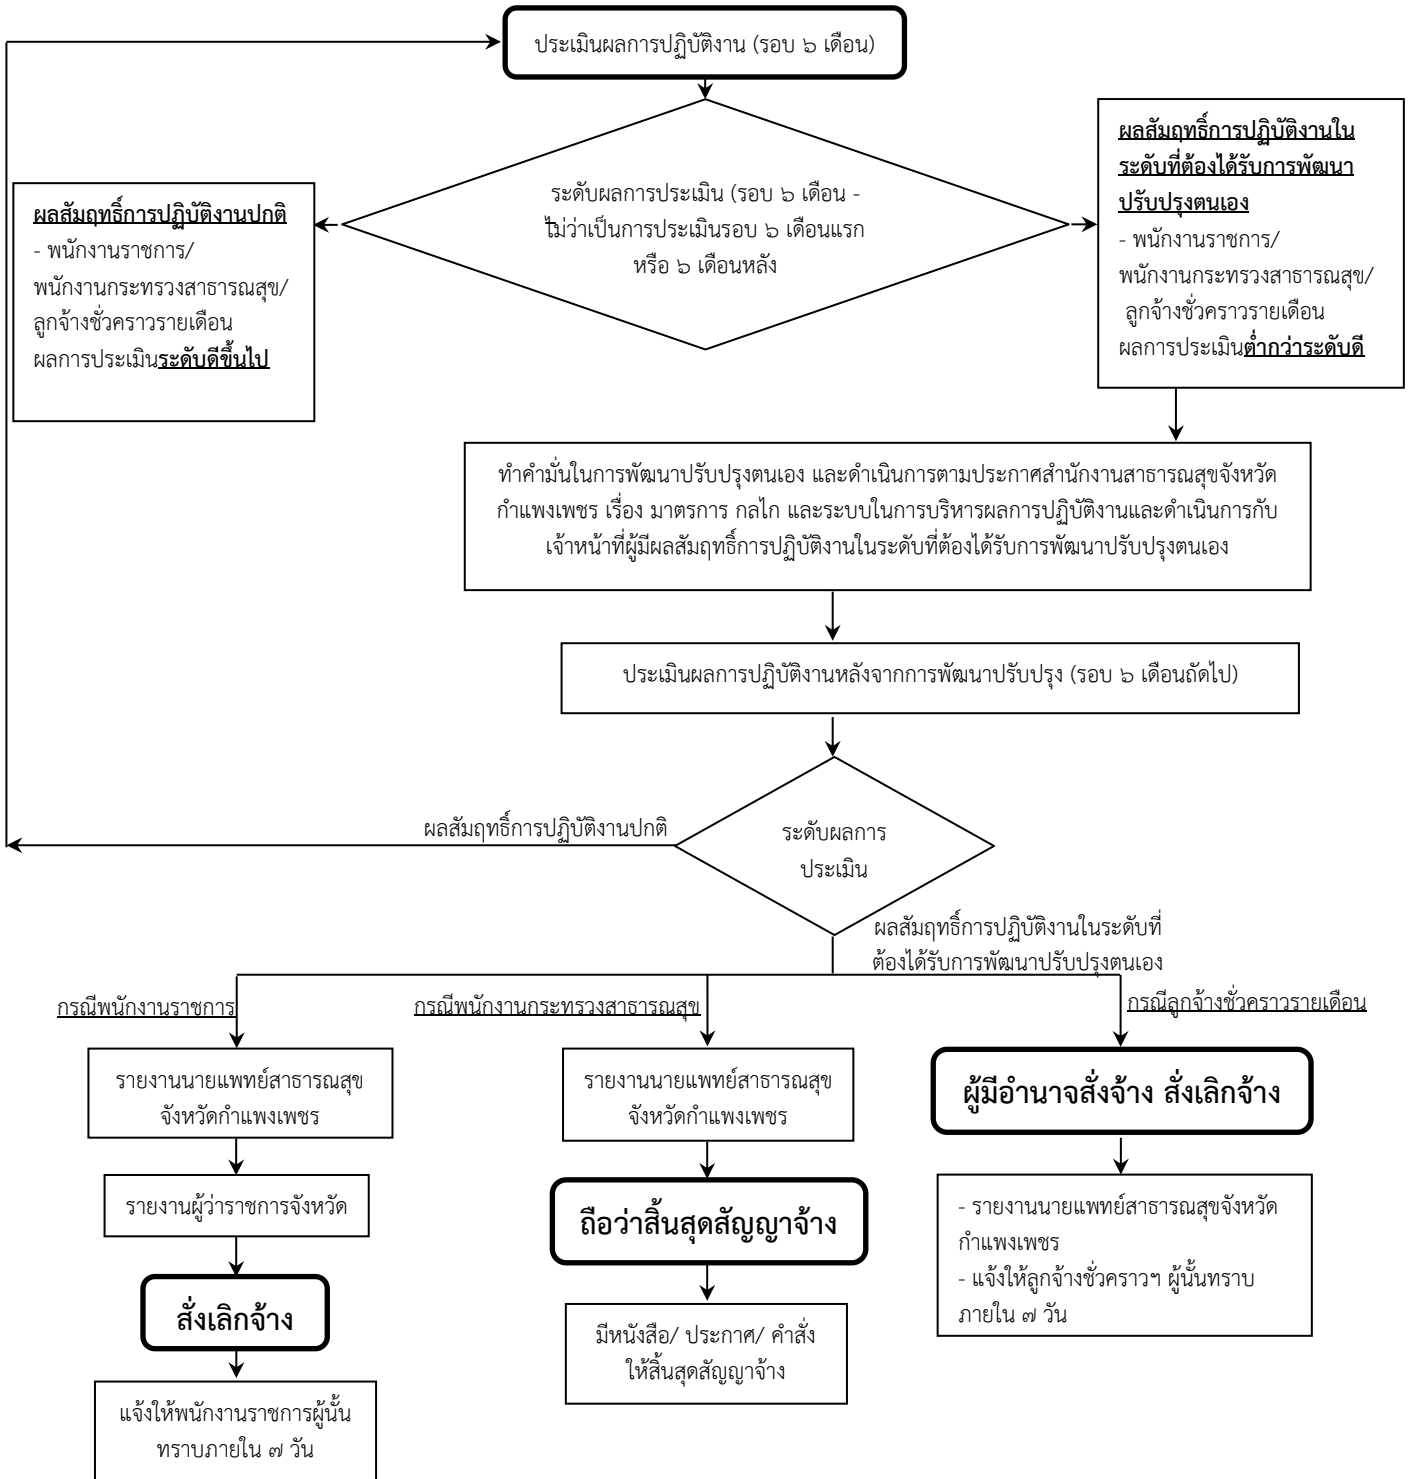 ประเมินผลการปฏิบัติงาน (รอบ ๖ เดือน)
ระดับผลการประเมิน (รอบ ๖ เดือน -
ไม่ว่าเป็นการประเมินรอบ ๖ เดือนแรก
หรือ ๖ เดือนหลัง
ผลสัมฤทธิ์การปฏิบัติงานปกติ
- พนักงานราชการ/
พนักงานกระทรวงสาธารณสุข/
ลูกจ้างชั่วคราวรายเดือน
ผลการประเมินระดับดีขึ้นไป
ผลสัมฤทธิ์การปฏิบัติงานใน
ระดับที่ต้องได้รับการพัฒนา
ปรับปรุงตนเอง
- พนักงานราชการ/
พนักงานกระทรวงสาธารณสุข/
ลูกจ้างชั่วคราวรายเดือน
ผลการประเมินต่ำกว่าระดับดี
ทำคำมั่นในการพัฒนาปรับปรุงตนเอง และดำเนินการตามประกาศสำนักงานสาธารณสุขจังหวัด
กำแพงเพชร เรื่อง มาตรการ กลไก และระบบในการบริหารผลการปฏิบัติงานและดำเนินการกับ
เจ้าหน้าที่ผู้มีผลสัมฤทธิ์การปฏิบัติงานในระดับที่ต้องได้รับการพัฒนาปรับปรุงตนเอง
ประเมินผลการปฏิบัติงานหลังจากการพัฒนาปรับปรุง (รอบ ๖ เดือนถัดไป)
ผลสัมฤทธิ์การปฏิบัติงานปกติ
ระดับผลการ
ประเมิน
ผลสัมฤทธิ์การปฏิบัติงานในระดับที่
ต้องได้รับการพัฒนาปรับปรุงตนเอง
กรณีพนักงานราชการ
รายงานนายแพทย์สาธารณสุข
จังหวัดกำแพงเพชร
รายงานผู้ว่าราชการจังหวัด
สั่งเลิกจ้าง
แจ้งให้พนักงานราชการผู้นั้น
ทราบภายใน ๗ วัน
กรณีพนักงานกระทรวงสาธารณสุข
รายงานนายแพทย์สาธารณสุข
จังหวัดกำแพงเพชร
ถือว่าสิ้นสุดสัญญาจ้าง
มีหนังสือ/ ประกาศ/ คำสั่ง
ให้สิ้นสุดสัญญาจ้าง
กรณีลูกจ้างชั่วคราวรายเดือน
ผู้มีอำนาจสั่งจ้าง สั่งเลิกจ้าง
- รายงานนายแพทย์สาธารณสุขจังหวัด
กำแพงเพชร
- แจ้งให้ลูกจ้างชั่วคราวฯ ผู้นั้นทราบ
ภายใน ๗ วัน